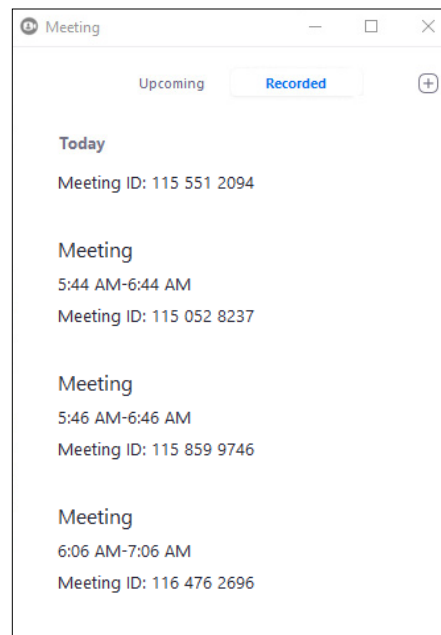 Meeting
Upcoming Recorded
Today
Meeting ID: 115 551 2094
Meeting
5:44 AM-6:44 AM
Meeting ID: 115 052 8237
Meeting
5:46 AM-6:46 AM
Meeting ID: 115 859 9746
Meeting
6:06 AM-7:06 AM
Meeting ID: 116 476 2696